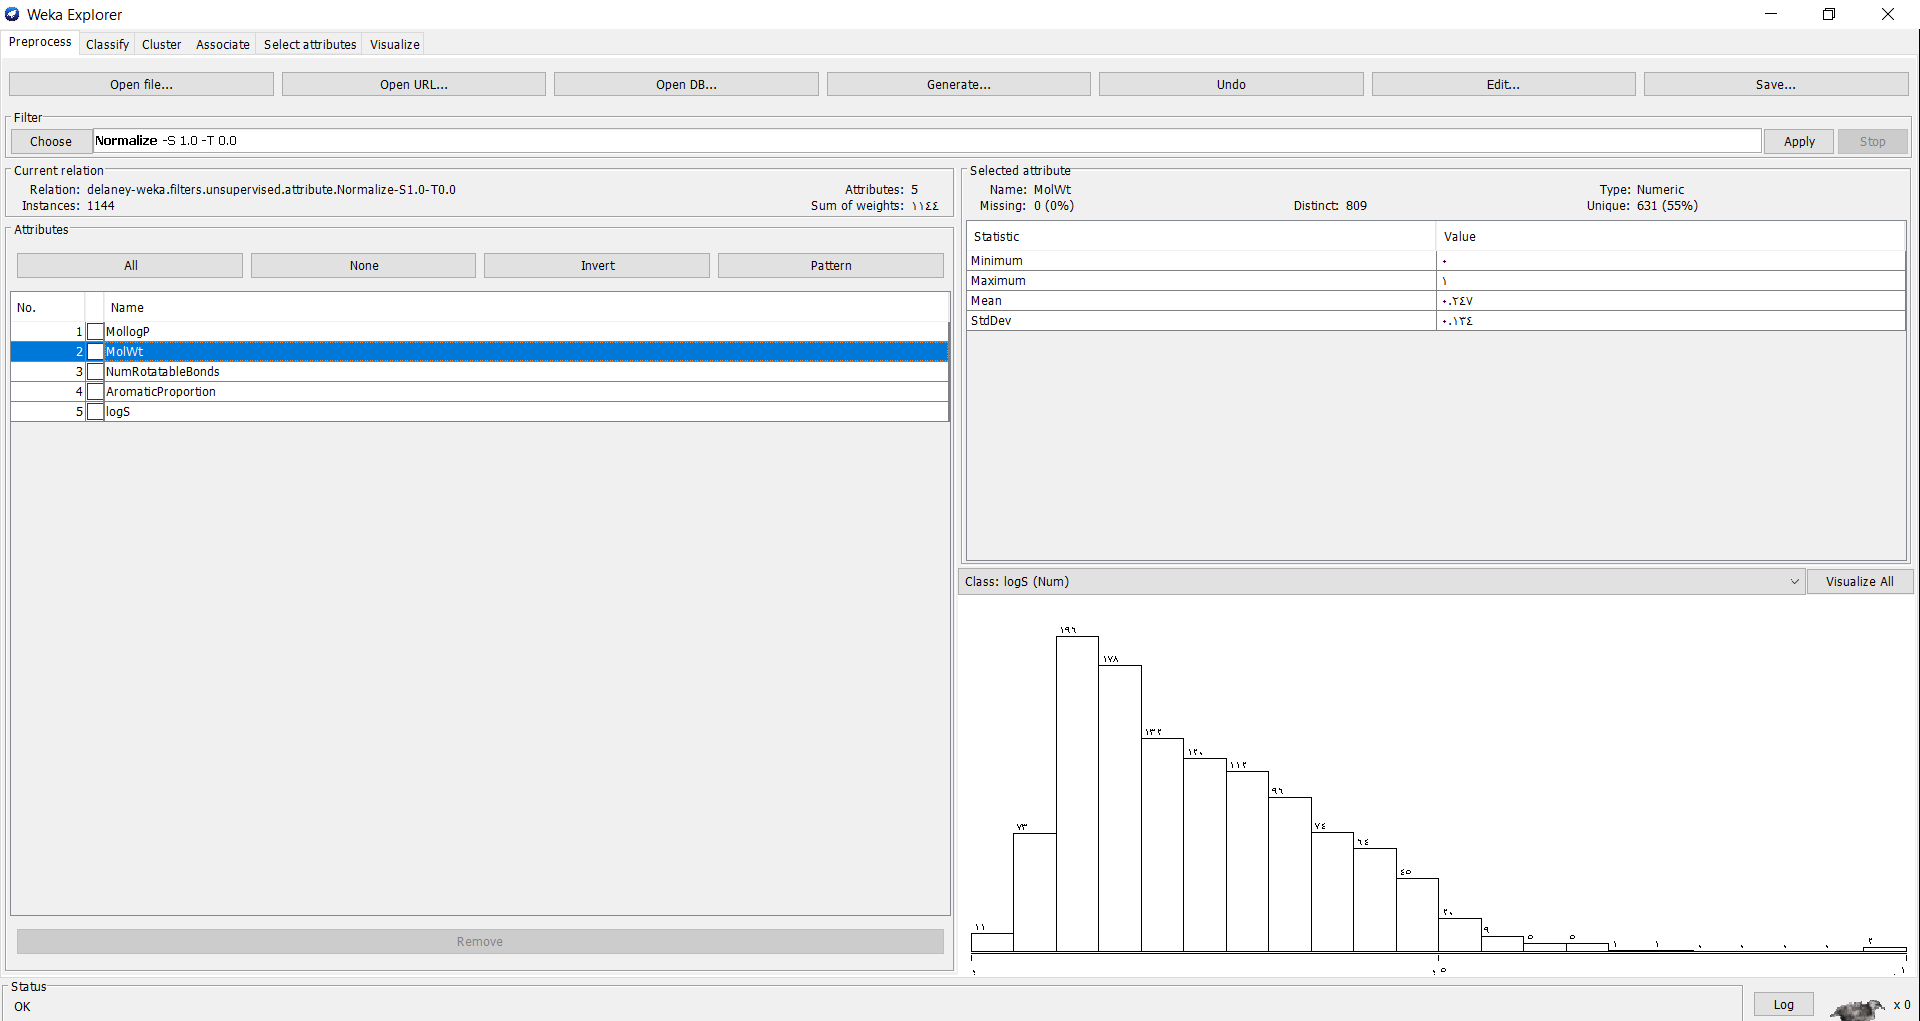 Weka Explorer
Preprocess Classify Cluster Associate Select attributes Visualize
Open file... Open URL... Open DB... Generate... Undo Edit... Save...
Filter
Choose Normalize -S 1.0 -T 0.0 Apply Stop
Current relation
Relation: delaney-weka.filters.unsupervised.attribute.Normalize-S1.0-T0.0 Attributes: 5
Instances: 1144 Sum of weights: ١١٤٤
Attributes
All None Invert Pattern
No. Name
1 MollogP
2 MolWt
3 NumRotatableBonds
4 AromaticProportion
5 logS
Remove
Selected attribute
Name: MolWt Type: Numeric
Missing: 0 (0%) Distinct: 809 Unique: 631 (55%)
Statistic Value
Minimum ٠
Maximum ١
Mean ٠.٢٤٧
StdDev ٠.١٣٤
Class: logS (Num) Visualize All
١٩٦
١٧٨
١٣٢
١٢٠
١١٢
٩٦
٧٣ ٧٤
٦٤
٤٥
٢٠
١١ ٩ ٥ ٥ ١ ١ ٠ ٠ ٠ ٠ ٢
Status
OK Log x 0